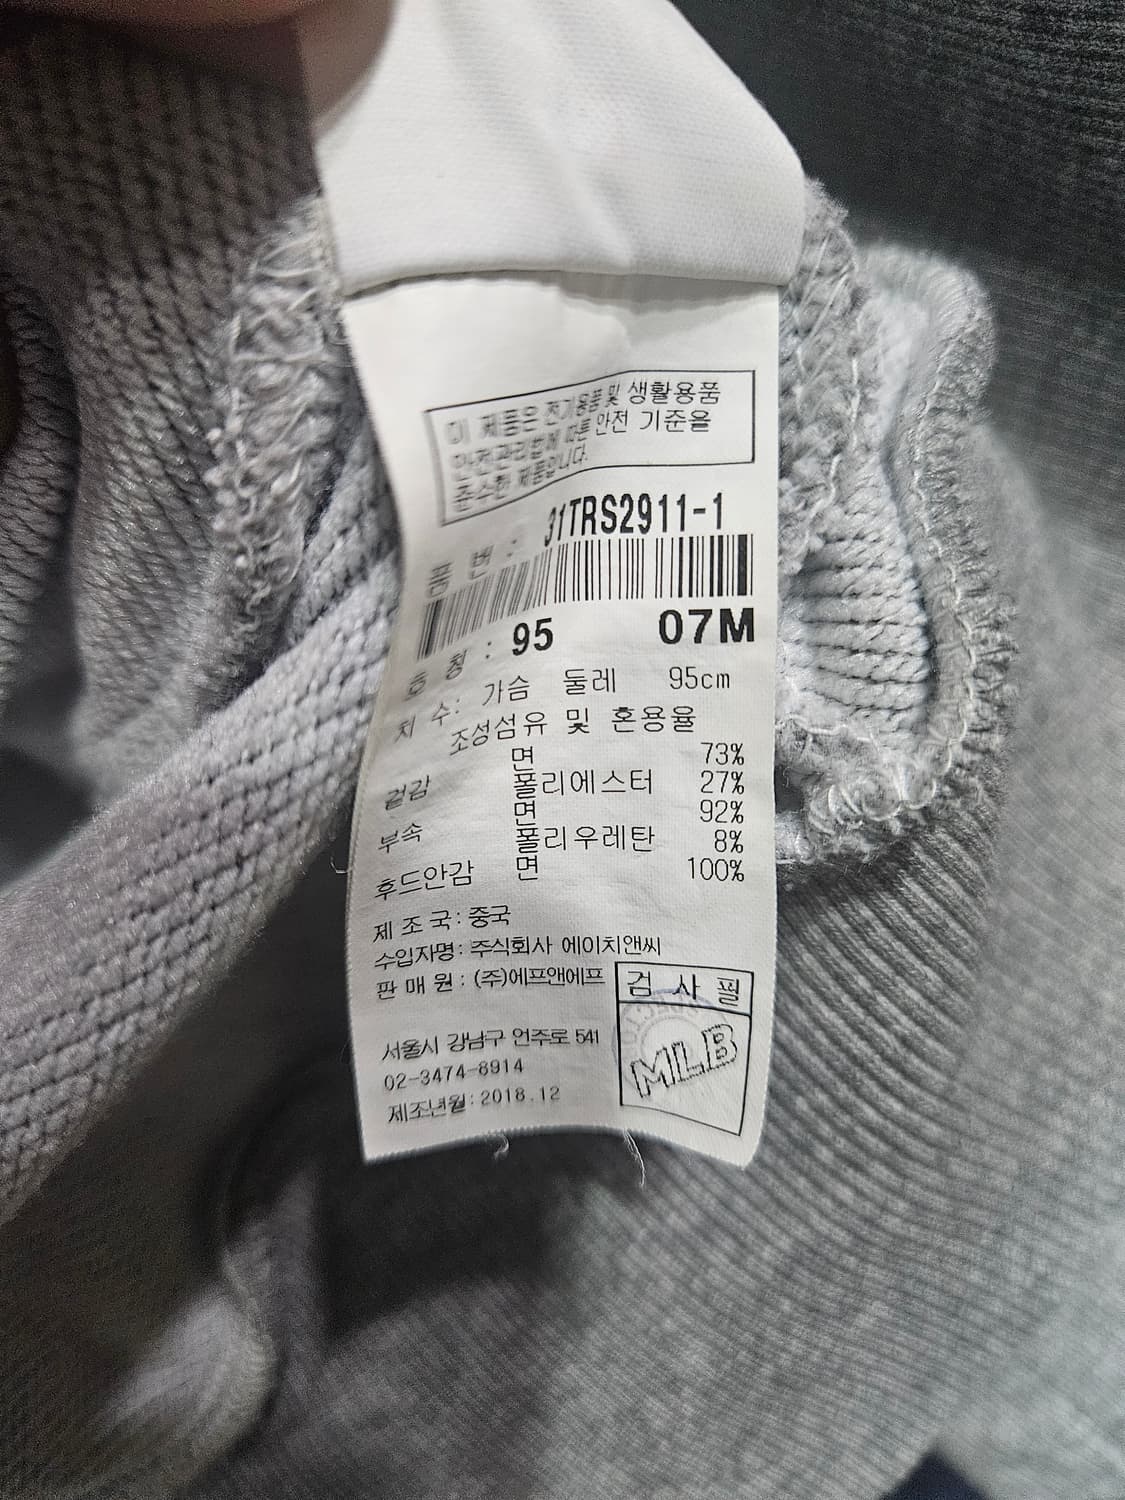 이 제품은 전기용품 및 생활용품
안전관리법에 따른 안전 기준을
준수한 제품입니다.
품 번 : 31TRS2911-1
호 칭 : 95 07M
치 수: 가슴 둘레 95cm
조성섬유 및 혼용율
겉감 면 73%
폴리에스터 27%
부속 면 92%
폴리우레탄 8%
후드안감 면 100%
제 조 국: 중국
수입자명: 주식회사 에이치앤씨
판 매 원 : (주)에프앤에프
서울시 강남구 언주로 541
02-3474-8914
제조년월: 2018.12
검 사 필
MLB